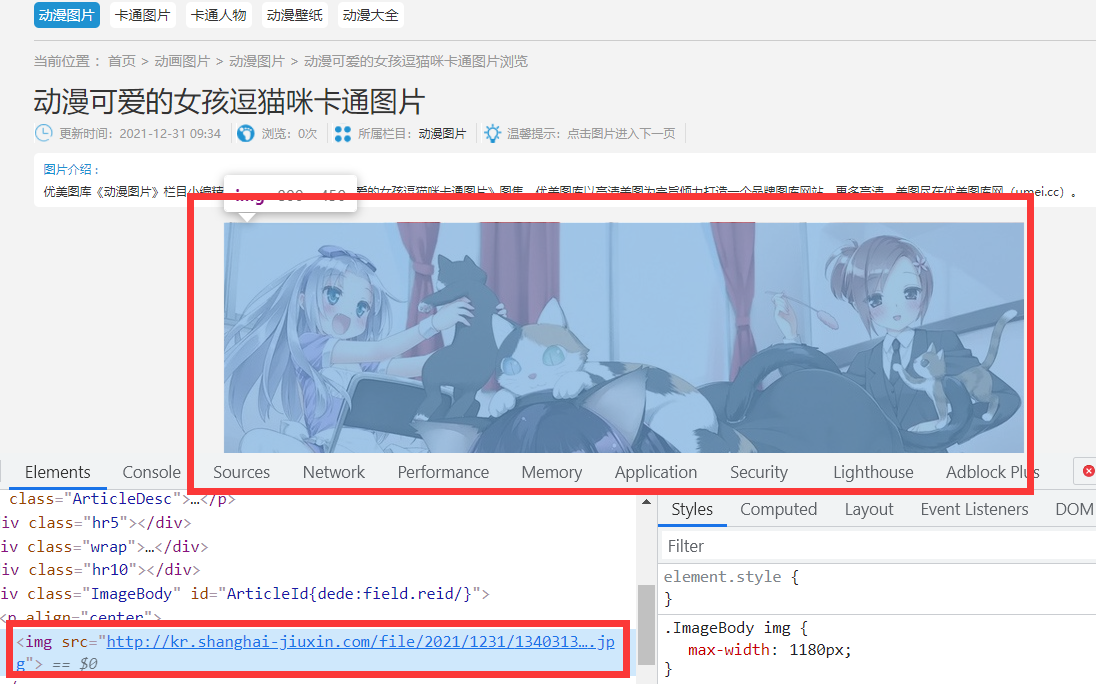 动漫图片 卡通图片 卡通人物 动漫壁纸 动漫大全
当前位置： 首页 > 动画图片 > 动漫图片 > 动漫可爱的女孩逗猫咪卡通图片浏览
动漫可爱的女孩逗猫咪卡通图片
更新时间：2021-12-31 09:34 浏览：0次 所属栏目：动漫图片 温馨提示：点击图片进入下一页
图片介绍：
优美图库《动漫图片》栏目小编精 爱的女孩逗猫咪卡通图片》图集，优美图库以高清美图为宗旨倾力打造一个品牌图库网站，更多高清、美图尽在优美图库网（umei.cc）。
img 800 450
Elements Console Sources Network Performance Memory Application Security Lighthouse Adblock Plus
class="ArticleDesc">…</p>
iv class="hr5"></div>
iv class="wrap">…</div>
iv class="hr10"></div>
iv class="ImageBody" id="ArticleId{dede:field.reid/}">
<p align="center">
<img src="http://kr.shanghai-jiuxin.com/file/2021/1231/1340313….jp
g"> == $0
Styles Computed Layout Event Listeners DOM
Filter
element.style {
}
.ImageBody img {
max-width: 1180px;
}